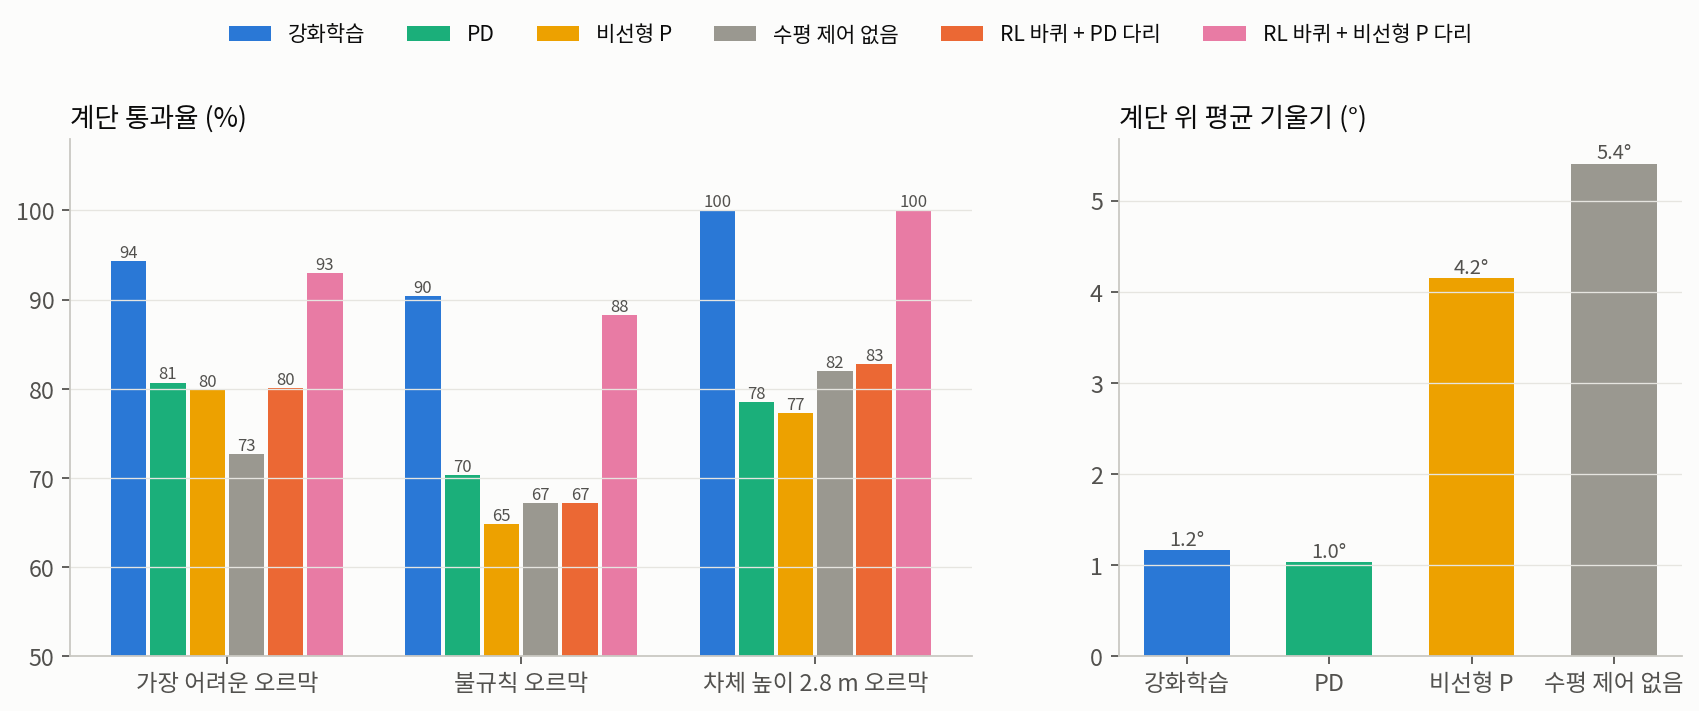 강화학습 PD 비선형 P 수평 제어 없음 RL 바퀴 + PD 다리 RL 바퀴 + 비선형 P 다리
계단 통과율 (%)
100
90
80
70
60
50
94 81 80 73 80 93
90 70 65 67 67 88
100 78 77 82 83 100
가장 어려운 오르막 불규칙 오르막 차체 높이 2.8 m 오르막
계단 위 평균 기울기 (°)
5
4
3
2
1
0
1.2° 1.0° 4.2° 5.4°
강화학습 PD 비선형 P 수평 제어 없음